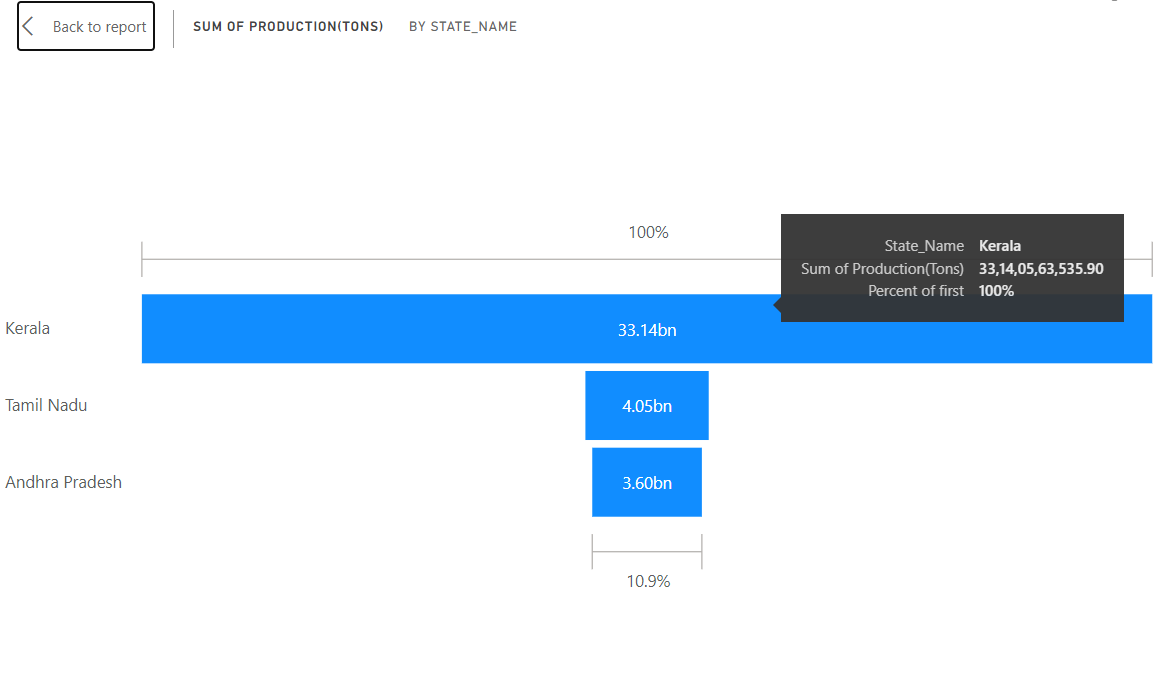 Back to report
SUM OF PRODUCTION(TONS) BY STATE_NAME
100%
State_Name Kerala
Sum of Production(Tons) 33,14,05,63,535.90
Percent of first 100%
Kerala 33.14bn
Tamil Nadu 4.05bn
Andhra Pradesh 3.60bn
10.9%